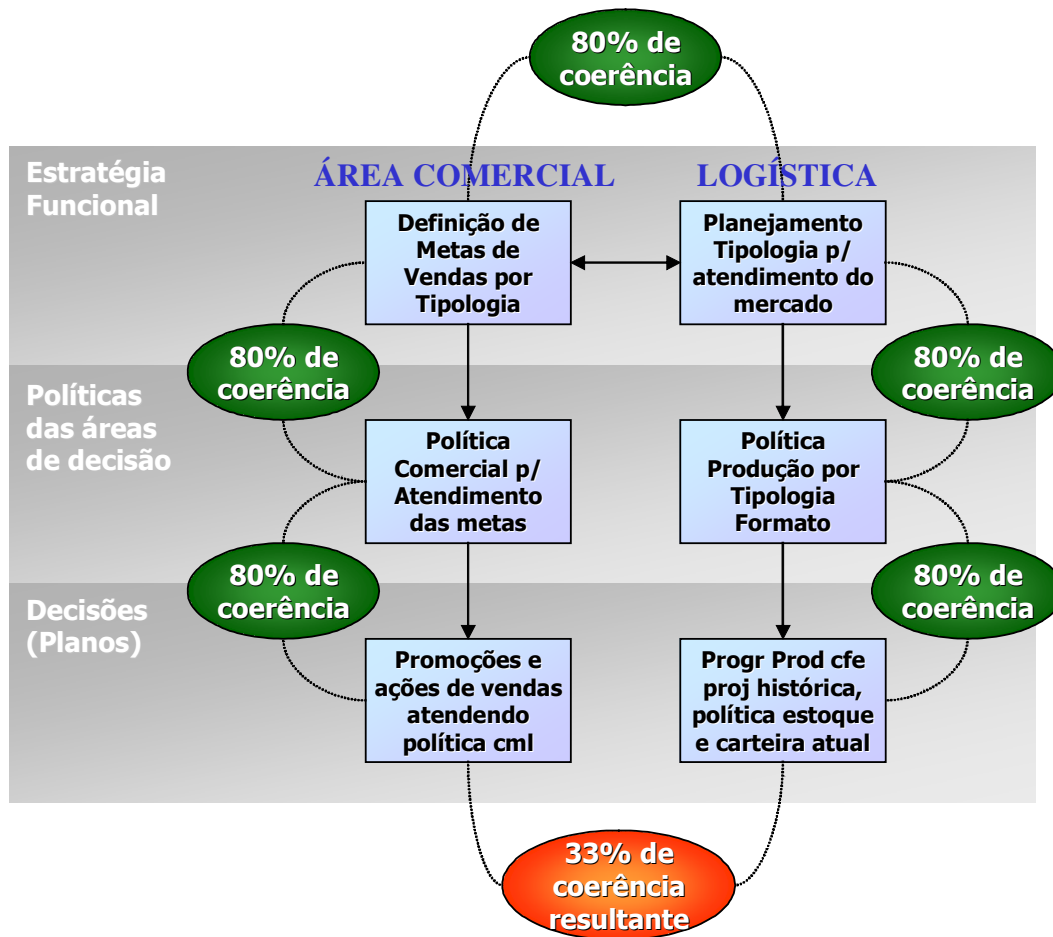 80% de
coerência
Estratégia
Funcional
ÁREA COMERCIAL
LOGÍSTICA
Definição de
Metas de
Vendas por
Tipologia
Planejamento
Tipologia p/
atendimento do
mercado
80% de
coerência
80% de
coerência
Políticas
das áreas
de decisão
Política
Comercial p/
Atendimento
das metas
Política
Produção por
Tipologia
Formato
80% de
coerência
80% de
coerência
Decisões
(Planos)
Promoções e
ações de vendas
atendendo
política cml
Progr Prod cfe
proj histórica,
política estoque
e carteira atual
33% de
coerência
resultante